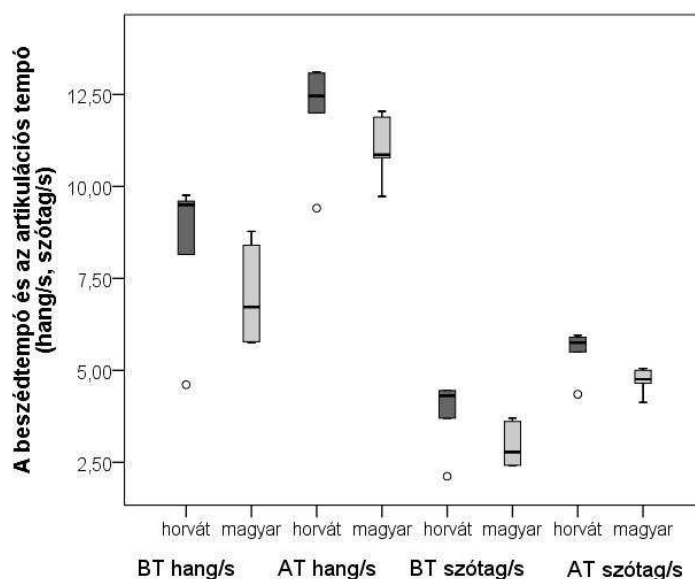 A beszédtempó és az artikulációs tempó
(hang/s, szótag/s)
12,50
10,00
7,50
5,00
2,50
horvát magyar horvát magyar horvát magyar horvát magyar
BT hang/s AT hang/s BT szótag/s AT szótag/s